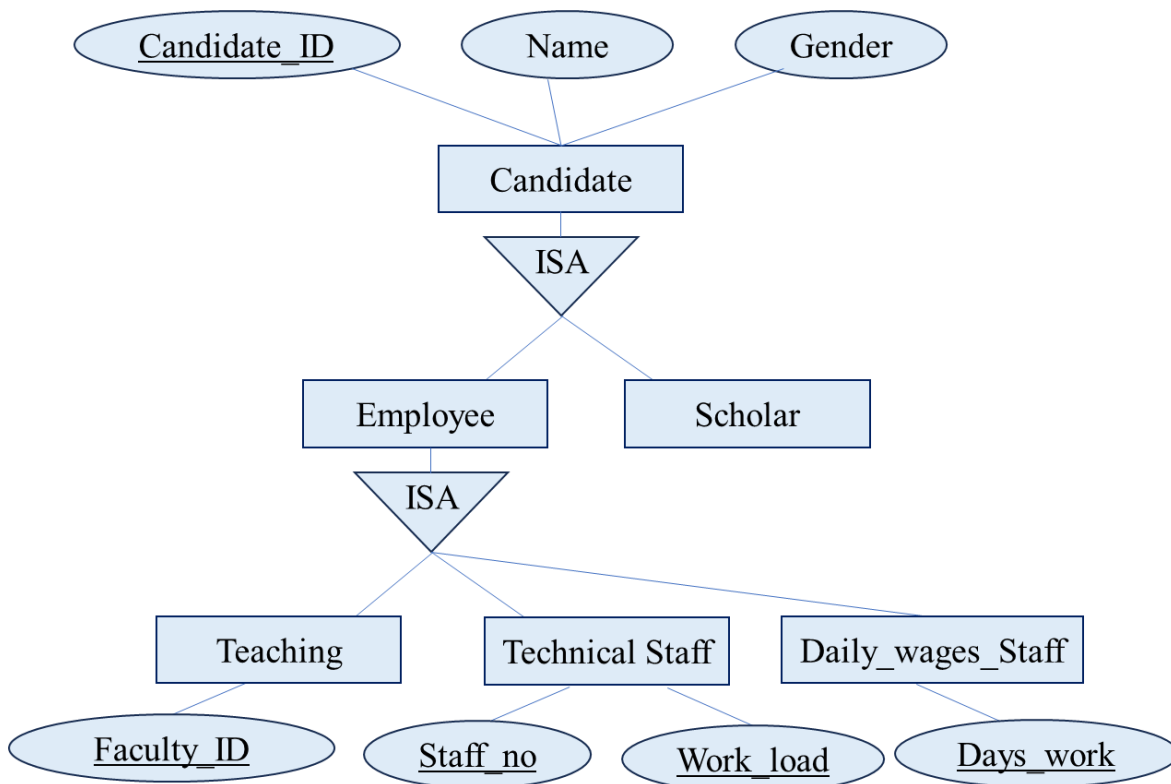 Candidate_ID
Name
Gender
Candidate
ISA
Employee
Scholar
ISA
Teaching
Technical Staff
Daily_wages_Staff
Faculty_ID
Staff_no
Work_load
Days_work